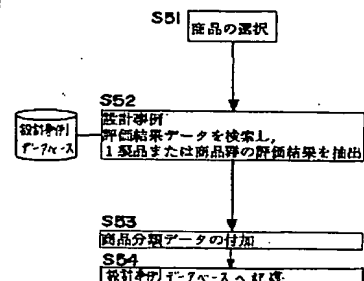 S51
商品の選択
S52
設計事例
評価結果データを検索し,
1製品または商品群の評価結果を抽出
設計事例
データベース
S53
商品分類データの付加
S54
設計事例データベースへ記憶